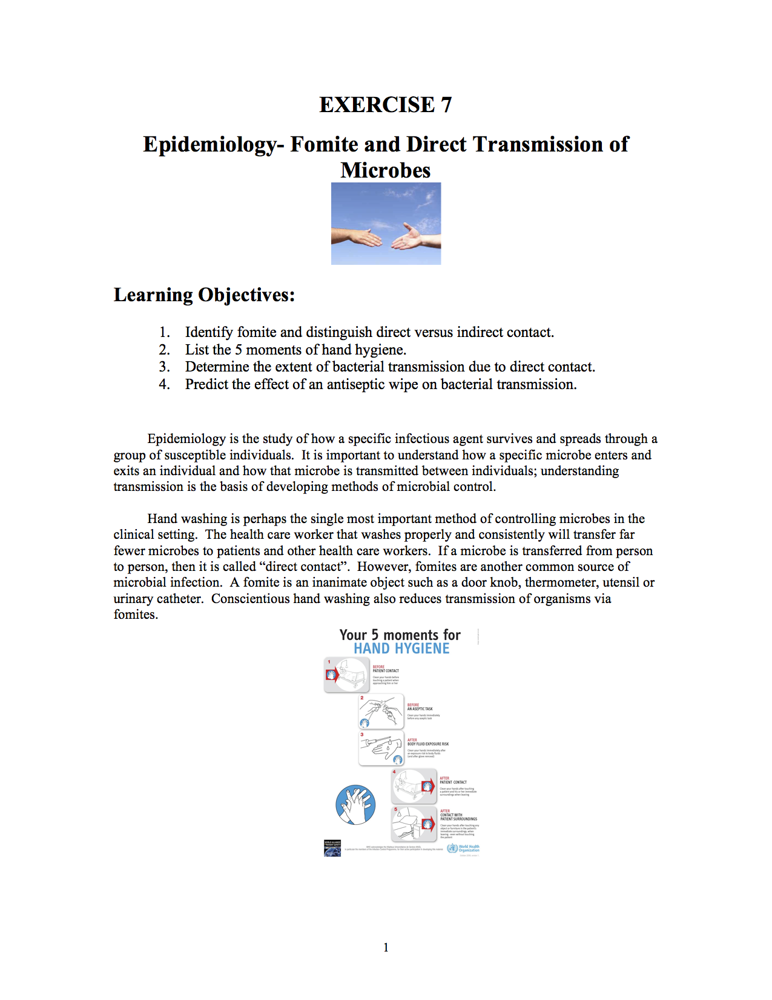 EXERCISE 7
Epidemiology- Fomite and Direct Transmission of
Microbes
Learning Objectives:
1. Identify fomite and distinguish direct versus indirect contact.
2. List the 5 moments of hand hygiene.
3. Determine the extent of bacterial transmission due to direct contact.
4. Predict the effect of an antiseptic wipe on bacterial transmission.
Epidemiology is the study of how a specific infectious agent survives and spreads through a
group of susceptible individuals. It is important to understand how a specific microbe enters and
exits an individual and how that microbe is transmitted between individuals; understanding
transmission is the basis of developing methods of microbial control.
Hand washing is perhaps the single most important method of controlling microbes in the
clinical setting. The health care worker that washes properly and consistently will transfer far
fewer microbes to patients and other health care workers. If a microbe is transferred from person
to person, then it is called “direct contact”. However, fomites are another common source of
microbial infection. A fomite is an inanimate object such as a door knob, thermometer, utensil or
urinary catheter. Conscientious hand washing also reduces transmission of organisms via
fomites.
Your 5 moments for
HAND HYGIENE
1
BEFORE
PATIENT CONTACT
Clean your hands before
touching a patient when
approaching him or her
2
BEFORE
AN ASEPTIC TASK
Clean your hands immediately
before any aseptic task
3
AFTER
BODY FLUID EXPOSURE RISK
Clean your hands immediately after
an exposure risk to body fluids
(and after glove removal)
4
AFTER
PATIENT CONTACT
Clean your hands after touching
a patient and his or her immediate
surroundings when leaving
5
AFTER
CONTACT WITH
PATIENT SURROUNDINGS
Clean your hands after touching any
object or furniture in the patient's
immediate surroundings, when
leaving - even without touching
the patient
WORLD ALLIANCE
PATIENT SAFETY
World Health
Organization
1